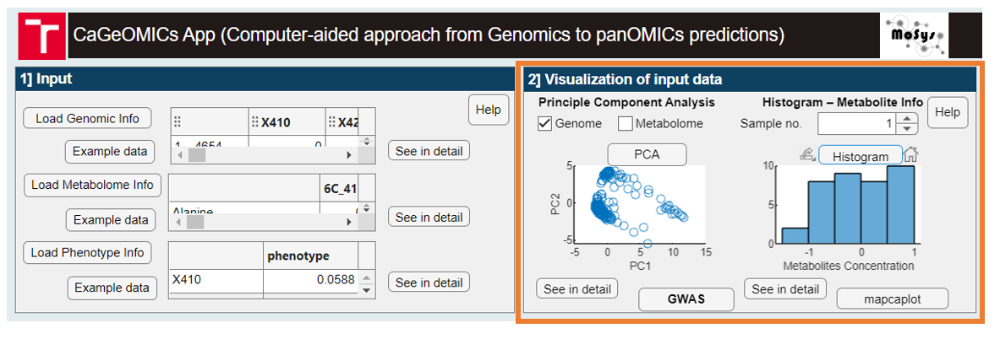 CaGeOMICs App (Computer-aided approach from Genomics to panOMICs predictions)
MoSys
1] Input
Load Genomic Info
X410
X42
Help
1 4654
0
Example data
See in detail
Load Metabolome Info
6C_41
Alanine
Example data
See in detail
Load Phenotype Info
phenotype
X410
0.0588
Example data
See in detail
2] Visualization of input data
Principle Component Analysis
Genome
Metabolome
PCA
5
0
-5
PC2
-5
0
5
10
15
PC1
See in detail
GWAS
Histogram – Metabolite Info
Sample no.
1
Help
Histogram
10
5
0
-1
0
1
Metabolites Concentration
See in detail
mapcaplot